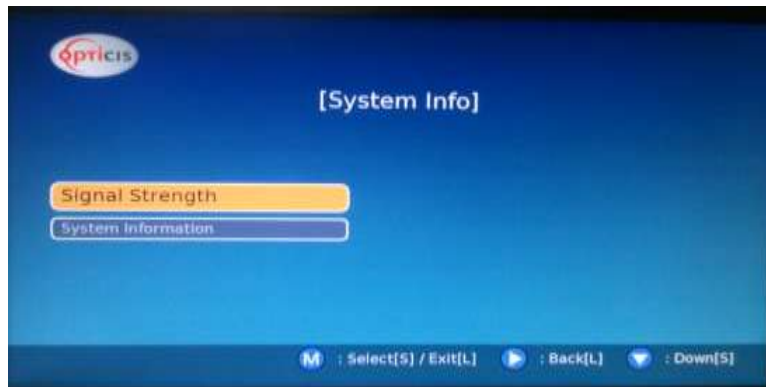 OPTICIS
[System Info]
Signal Strength
System Information
M : Select[S] / Exit[L] : Back[L] : Down[S]